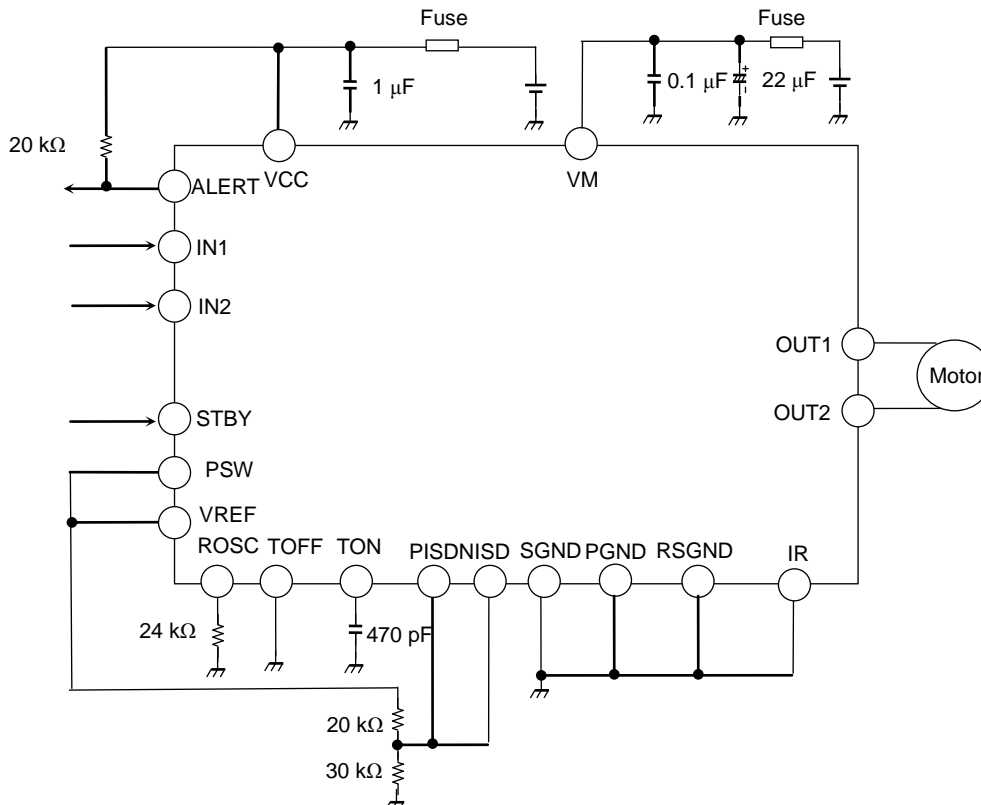 Fuse
Fuse
1 μF
0.1 μF
22 μF
20 kΩ
VCC
VM
ALERT
IN1
IN2
OUT1
Motor
OUT2
STBY
PSW
VREF
ROSC
TOFF
TON
PISD
NISD
SGND
PGND
RSGND
IR
24 kΩ
470 pF
20 kΩ
30 kΩ